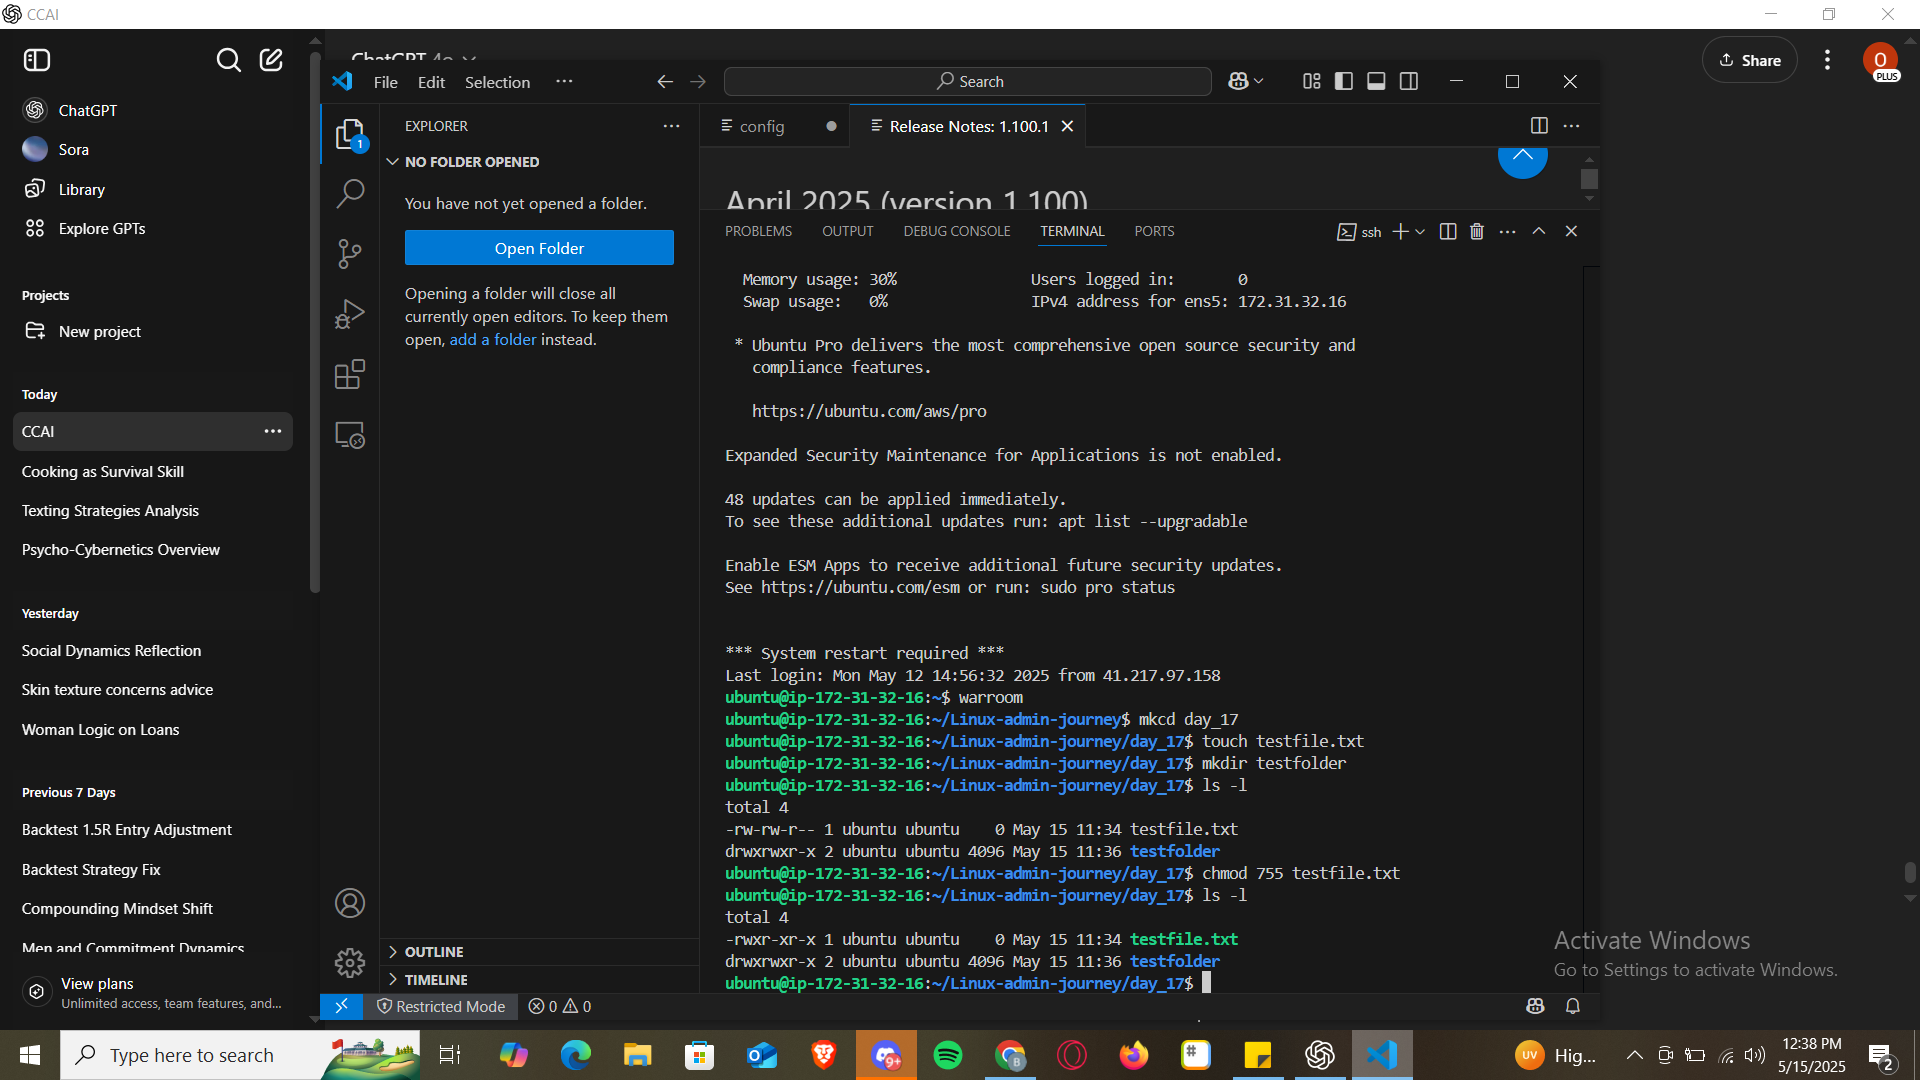 CCAI
ChatGPT
Sora
Library
Explore GPTs
Projects
New project
Today
CCAI
Cooking as Survival Skill
Texting Strategies Analysis
Psycho-Cybernetics Overview
Yesterday
Social Dynamics Reflection
Skin texture concerns advice
Woman Logic on Loans
Previous 7 Days
Backtest 1.5R Entry Adjustment
Backtest Strategy Fix
Compounding Mindset Shift
Men and Commitment Dynamics
View plans
Unlimited access, team features, and...
ChatGPT 4o
Share
O
PLUS
File Edit Selection ...
Search
EXPLORER
1
NO FOLDER OPENED
You have not yet opened a folder.
Open Folder
Opening a folder will close all
currently open editors. To keep them
open, add a folder instead.
OUTLINE
TIMELINE
config
Release Notes: 1.100.1
April 2025 (version 1.100)
PROBLEMS OUTPUT DEBUG CONSOLE TERMINAL PORTS
ssh
Memory usage: 30% Users logged in: 0
Swap usage: 0% IPv4 address for ens5: 172.31.32.16
* Ubuntu Pro delivers the most comprehensive open source security and
compliance features.
https://ubuntu.com/aws/pro
Expanded Security Maintenance for Applications is not enabled.
48 updates can be applied immediately.
To see these additional updates run: apt list --upgradable
Enable ESM Apps to receive additional future security updates.
See https://ubuntu.com/esm or run: sudo pro status
*** System restart required ***
Last login: Mon May 12 14:56:32 2025 from 41.217.97.158
ubuntu@ip-172-31-32-16:~$ warroom
ubuntu@ip-172-31-32-16:~/Linux-admin-journey$ mkcd day_17
ubuntu@ip-172-31-32-16:~/Linux-admin-journey/day_17$ touch testfile.txt
ubuntu@ip-172-31-32-16:~/Linux-admin-journey/day_17$ mkdir testfolder
ubuntu@ip-172-31-32-16:~/Linux-admin-journey/day_17$ ls -l
total 4
-rw-rw-r-- 1 ubuntu ubuntu 0 May 15 11:34 testfile.txt
drwxrwxr-x 2 ubuntu ubuntu 4096 May 15 11:36 testfolder
ubuntu@ip-172-31-32-16:~/Linux-admin-journey/day_17$ chmod 755 testfile.txt
ubuntu@ip-172-31-32-16:~/Linux-admin-journey/day_17$ ls -l
total 4
-rwxr-xr-x 1 ubuntu ubuntu 0 May 15 11:34 testfile.txt
drwxrwxr-x 2 ubuntu ubuntu 4096 May 15 11:36 testfolder
ubuntu@ip-172-31-32-16:~/Linux-admin-journey/day_17$
Restricted Mode
0 0
Activate Windows
Go to Settings to activate Windows.
Type here to search
9+
B
#
UV
Hig...
12:38 PM
5/15/2025
2